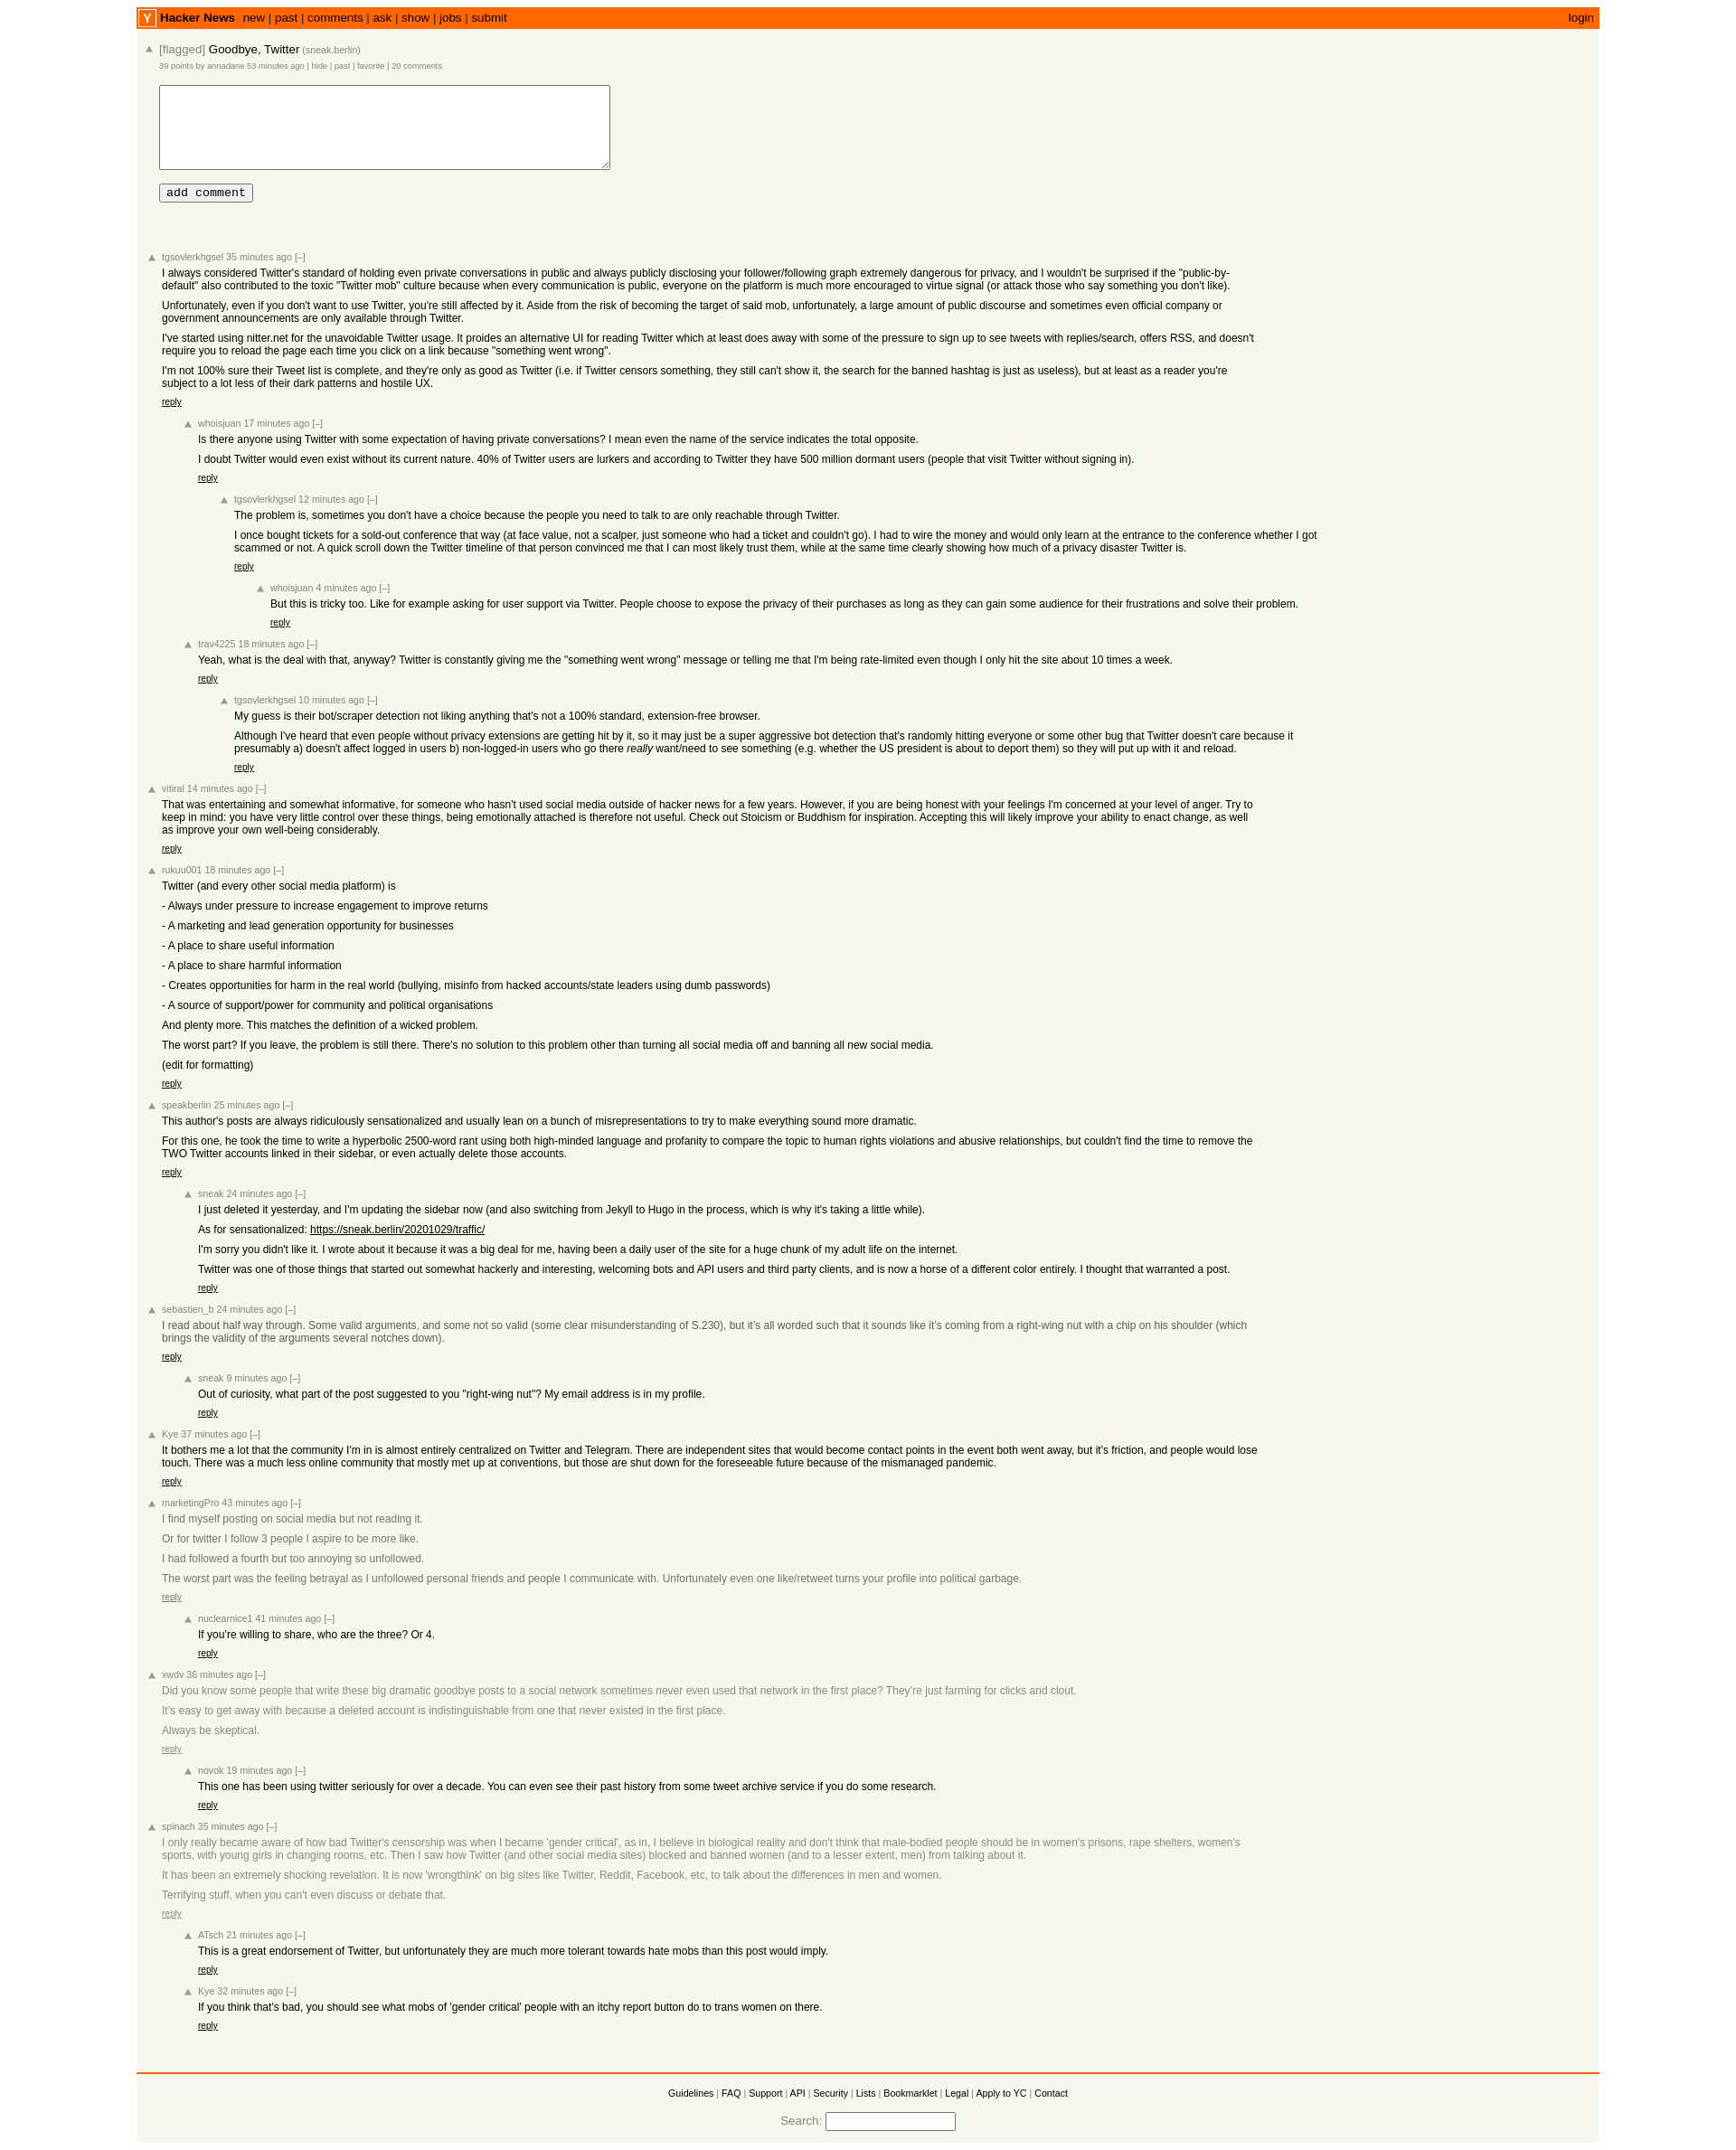 Y Hacker News new | past | comments | ask | show | jobs | submit login
[flagged] Goodbye, Twitter (sneak.berlin)
39 points by annadane 53 minutes ago | hide | past | favorite | 20 comments
add comment
tgsovlerkhgsel 35 minutes ago [–]
I always considered Twitter's standard of holding even private conversations in public and always publicly disclosing your follower/following graph extremely dangerous for privacy, and I wouldn't be surprised if the "public-by-
default" also contributed to the toxic "Twitter mob" culture because when every communication is public, everyone on the platform is much more encouraged to virtue signal (or attack those who say something you don't like).
Unfortunately, even if you don't want to use Twitter, you're still affected by it. Aside from the risk of becoming the target of said mob, unfortunately, a large amount of public discourse and sometimes even official company or
government announcements are only available through Twitter.
I've started using nitter.net for the unavoidable Twitter usage. It proides an alternative UI for reading Twitter which at least does away with some of the pressure to sign up to see tweets with replies/search, offers RSS, and doesn't
require you to reload the page each time you click on a link because "something went wrong".
I'm not 100% sure their Tweet list is complete, and they're only as good as Twitter (i.e. if Twitter censors something, they still can't show it, the search for the banned hashtag is just as useless), but at least as a reader you're
subject to a lot less of their dark patterns and hostile UX.
reply
whoisjuan 17 minutes ago [–]
Is there anyone using Twitter with some expectation of having private conversations? I mean even the name of the service indicates the total opposite.
I doubt Twitter would even exist without its current nature. 40% of Twitter users are lurkers and according to Twitter they have 500 million dormant users (people that visit Twitter without signing in).
reply
tgsovlerkhgsel 12 minutes ago [–]
The problem is, sometimes you don't have a choice because the people you need to talk to are only reachable through Twitter.
I once bought tickets for a sold-out conference that way (at face value, not a scalper, just someone who had a ticket and couldn't go). I had to wire the money and would only learn at the entrance to the conference whether I got
scammed or not. A quick scroll down the Twitter timeline of that person convinced me that I can most likely trust them, while at the same time clearly showing how much of a privacy disaster Twitter is.
reply
whoisjuan 4 minutes ago [–]
But this is tricky too. Like for example asking for user support via Twitter. People choose to expose the privacy of their purchases as long as they can gain some audience for their frustrations and solve their problem.
reply
trav4225 18 minutes ago [–]
Yeah, what is the deal with that, anyway? Twitter is constantly giving me the "something went wrong" message or telling me that I'm being rate-limited even though I only hit the site about 10 times a week.
reply
tgsovlerkhgsel 10 minutes ago [–]
My guess is their bot/scraper detection not liking anything that's not a 100% standard, extension-free browser.
Although I've heard that even people without privacy extensions are getting hit by it, so it may just be a super aggressive bot detection that's randomly hitting everyone or some other bug that Twitter doesn't care because it
presumably a) doesn't affect logged in users b) non-logged-in users who go there really want/need to see something (e.g. whether the US president is about to deport them) so they will put up with it and reload.
reply
vitiral 14 minutes ago [–]
That was entertaining and somewhat informative, for someone who hasn't used social media outside of hacker news for a few years. However, if you are being honest with your feelings I'm concerned at your level of anger. Try to
keep in mind: you have very little control over these things, being emotionally attached is therefore not useful. Check out Stoicism or Buddhism for inspiration. Accepting this will likely improve your ability to enact change, as well
as improve your own well-being considerably.
reply
rukuu001 18 minutes ago [–]
Twitter (and every other social media platform) is
- Always under pressure to increase engagement to improve returns
- A marketing and lead generation opportunity for businesses
- A place to share useful information
- A place to share harmful information
- Creates opportunities for harm in the real world (bullying, misinfo from hacked accounts/state leaders using dumb passwords)
- A source of support/power for community and political organisations
And plenty more. This matches the definition of a wicked problem.
The worst part? If you leave, the problem is still there. There's no solution to this problem other than turning all social media off and banning all new social media.
(edit for formatting)
reply
speakberlin 25 minutes ago [–]
This author's posts are always ridiculously sensationalized and usually lean on a bunch of misrepresentations to try to make everything sound more dramatic.
For this one, he took the time to write a hyperbolic 2500-word rant using both high-minded language and profanity to compare the topic to human rights violations and abusive relationships, but couldn't find the time to remove the
TWO Twitter accounts linked in their sidebar, or even actually delete those accounts.
reply
sneak 24 minutes ago [–]
I just deleted it yesterday, and I'm updating the sidebar now (and also switching from Jekyll to Hugo in the process, which is why it's taking a little while).
As for sensationalized: https://sneak.berlin/20201029/traffic/
I'm sorry you didn't like it. I wrote about it because it was a big deal for me, having been a daily user of the site for a huge chunk of my adult life on the internet.
Twitter was one of those things that started out somewhat hackerly and interesting, welcoming bots and API users and third party clients, and is now a horse of a different color entirely. I thought that warranted a post.
reply
sebastien_b 24 minutes ago [–]
I read about half way through. Some valid arguments, and some not so valid (some clear misunderstanding of S.230), but it’s all worded such that it sounds like it’s coming from a right-wing nut with a chip on his shoulder (which
brings the validity of the arguments several notches down).
reply
sneak 9 minutes ago [–]
Out of curiosity, what part of the post suggested to you "right-wing nut"? My email address is in my profile.
reply
Kye 37 minutes ago [–]
It bothers me a lot that the community I'm in is almost entirely centralized on Twitter and Telegram. There are independent sites that would become contact points in the event both went away, but it's friction, and people would lose
touch. There was a much less online community that mostly met up at conventions, but those are shut down for the foreseeable future because of the mismanaged pandemic.
reply
marketingPro 43 minutes ago [–]
I find myself posting on social media but not reading it.
Or for twitter I follow 3 people I aspire to be more like.
I had followed a fourth but too annoying so unfollowed.
The worst part was the feeling betrayal as I unfollowed personal friends and people I communicate with. Unfortunately even one like/retweet turns your profile into political garbage.
reply
nuclearnice1 41 minutes ago [–]
If you’re willing to share, who are the three? Or 4.
reply
xwdv 36 minutes ago [–]
Did you know some people that write these big dramatic goodbye posts to a social network sometimes never even used that network in the first place? They’re just farming for clicks and clout.
It’s easy to get away with because a deleted account is indistinguishable from one that never existed in the first place.
Always be skeptical.
reply
novok 19 minutes ago [–]
This one has been using twitter seriously for over a decade. You can even see their past history from some tweet archive service if you do some research.
reply
spinach 35 minutes ago [–]
I only really became aware of how bad Twitter's censorship was when I became 'gender critical', as in, I believe in biological reality and don't think that male-bodied people should be in women's prisons, rape shelters, women's
sports, with young girls in changing rooms, etc. Then I saw how Twitter (and other social media sites) blocked and banned women (and to a lesser extent, men) from talking about it.
It has been an extremely shocking revelation. It is now 'wrongthink' on big sites like Twitter, Reddit, Facebook, etc, to talk about the differences in men and women.
Terrifying stuff, when you can't even discuss or debate that.
reply
ATsch 21 minutes ago [–]
This is a great endorsement of Twitter, but unfortunately they are much more tolerant towards hate mobs than this post would imply.
reply
Kye 32 minutes ago [–]
If you think that's bad, you should see what mobs of 'gender critical' people with an itchy report button do to trans women on there.
reply
Guidelines | FAQ | Support | API | Security | Lists | Bookmarklet | Legal | Apply to YC | Contact
Search: